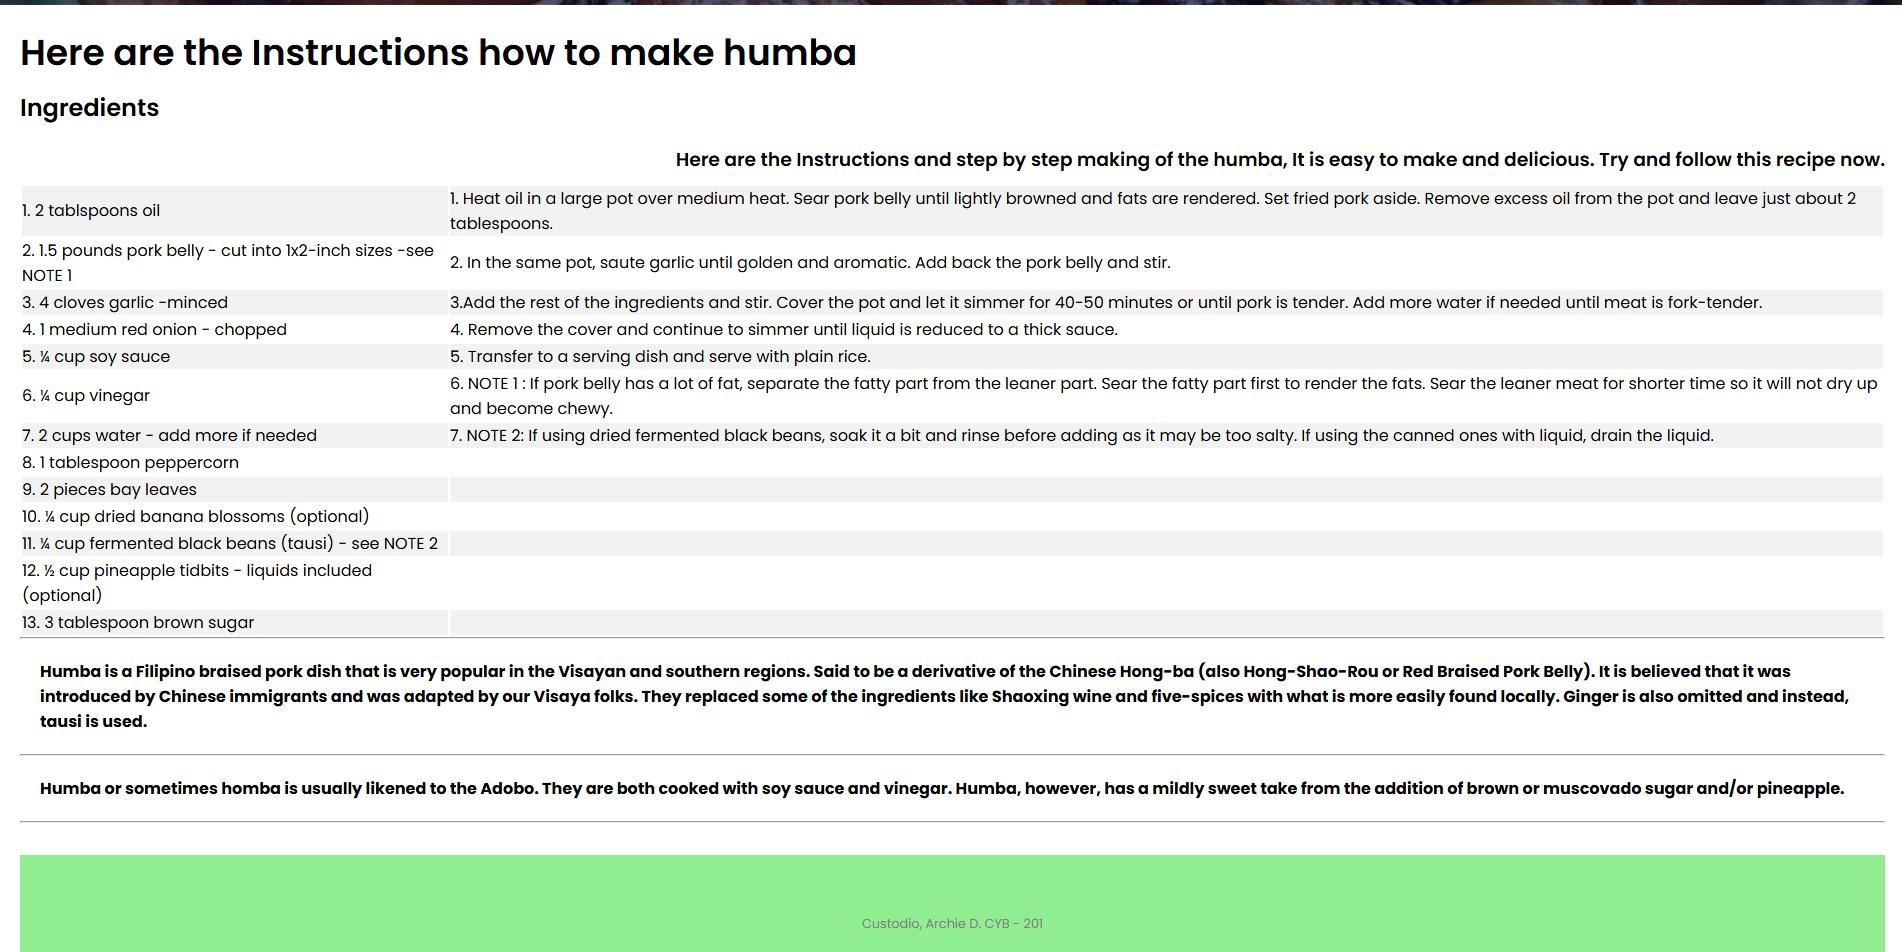 Here are the Instructions how to make humba
Ingredients
Here are the Instructions and step by step making of the humba, It is easy to make and delicious. Try and follow this recipe now.
1. 2 tablspoons oil
1. Heat oil in a large pot over medium heat. Sear pork belly until lightly browned and fats are rendered. Set fried pork aside. Remove excess oil from the pot and leave just about 2
tablespoons.
2. 1.5 pounds pork belly - cut into 1x2-inch sizes -see
NOTE 1
2. In the same pot, saute garlic until golden and aromatic. Add back the pork belly and stir.
3. 4 cloves garlic -minced
3.Add the rest of the ingredients and stir. Cover the pot and let it simmer for 40-50 minutes or until pork is tender. Add more water if needed until meat is fork-tender.
4. 1 medium red onion - chopped
4. Remove the cover and continue to simmer until liquid is reduced to a thick sauce.
5. ¼ cup soy sauce
5. Transfer to a serving dish and serve with plain rice.
6. ¼ cup vinegar
6. NOTE 1 : If pork belly has a lot of fat, separate the fatty part from the leaner part. Sear the fatty part first to render the fats. Sear the leaner meat for shorter time so it will not dry up
and become chewy.
7. 2 cups water - add more if needed
7. NOTE 2: If using dried fermented black beans, soak it a bit and rinse before adding as it may be too salty. If using the canned ones with liquid, drain the liquid.
8. 1 tablespoon peppercorn
9. 2 pieces bay leaves
10. ¼ cup dried banana blossoms (optional)
11. ¼ cup fermented black beans (tausi) - see NOTE 2
12. ½ cup pineapple tidbits - liquids included
(optional)
13. 3 tablespoon brown sugar
Humba is a Filipino braised pork dish that is very popular in the Visayan and southern regions. Said to be a derivative of the Chinese Hong-ba (also Hong-Shao-Rou or Red Braised Pork Belly). It is believed that it was
introduced by Chinese immigrants and was adapted by our Visaya folks. They replaced some of the ingredients like Shaoxing wine and five-spices with what is more easily found locally. Ginger is also omitted and instead,
tausi is used.
Humba or sometimes homba is usually likened to the Adobo. They are both cooked with soy sauce and vinegar. Humba, however, has a mildly sweet take from the addition of brown or muscovado sugar and/or pineapple.
Custodio, Archie D. CYB - 201